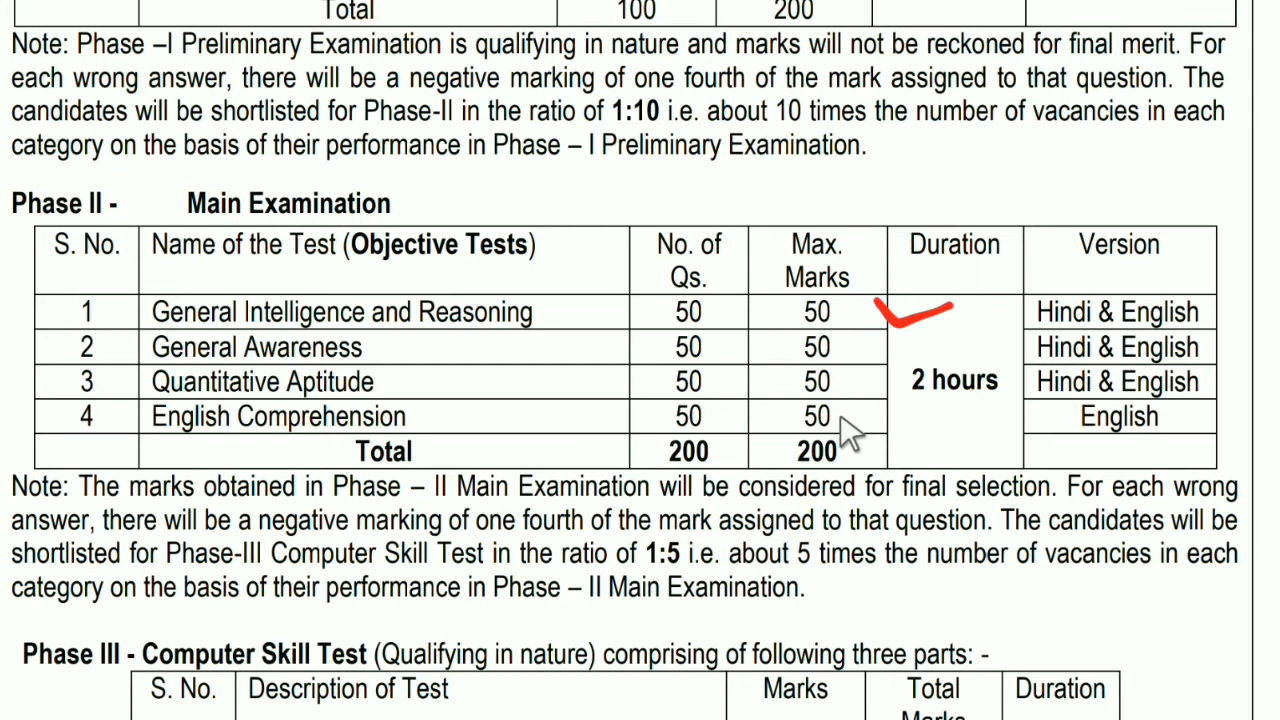 Total 100 200
Note: Phase –I Preliminary Examination is qualifying in nature and marks will not be reckoned for final merit. For
each wrong answer, there will be a negative marking of one fourth of the mark assigned to that question. The
candidates will be shortlisted for Phase-II in the ratio of 1:10 i.e. about 10 times the number of vacancies in each
category on the basis of their performance in Phase – I Preliminary Examination.
Phase II - Main Examination
S. No. Name of the Test (Objective Tests) No. of Max. Duration Version
Qs. Marks
1 General Intelligence and Reasoning 50 50 Hindi & English
2 General Awareness 50 50 Hindi & English
3 Quantitative Aptitude 50 50 2 hours Hindi & English
4 English Comprehension 50 50 English
Total 200 200
Note: The marks obtained in Phase – II Main Examination will be considered for final selection. For each wrong
answer, there will be a negative marking of one fourth of the mark assigned to that question. The candidates will be
shortlisted for Phase-III Computer Skill Test in the ratio of 1:5 i.e. about 5 times the number of vacancies in each
category on the basis of their performance in Phase – II Main Examination.
Phase III - Computer Skill Test (Qualifying in nature) comprising of following three parts: -
S. No. Description of Test Marks Total Duration
Marks